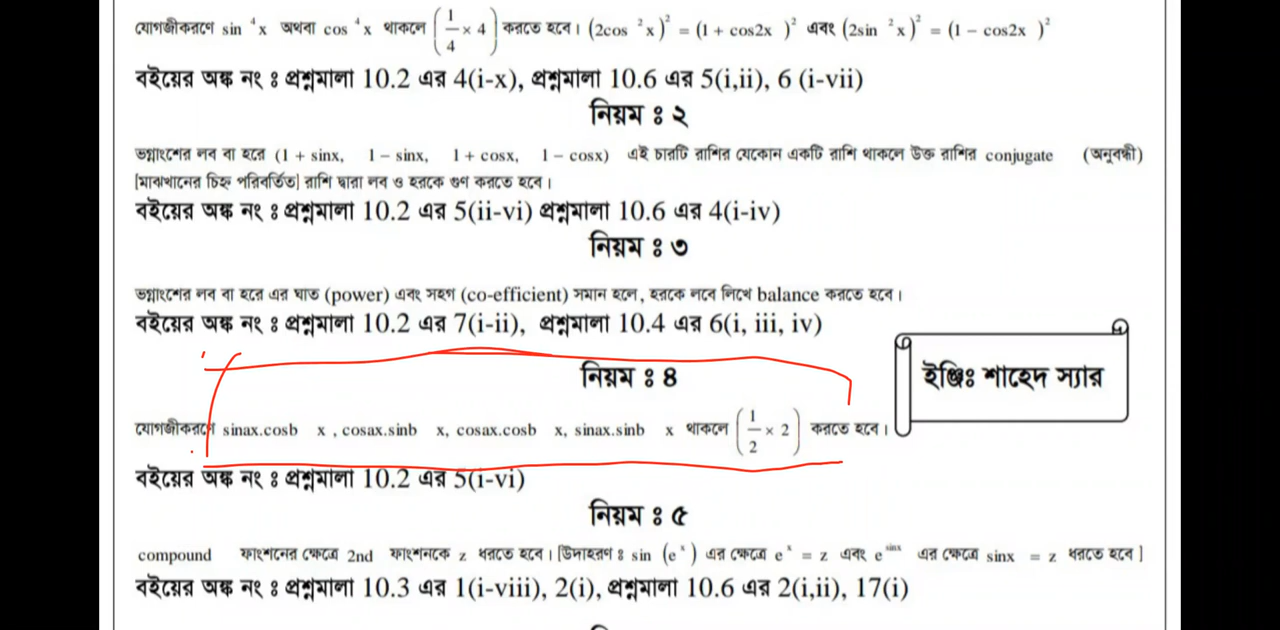 যোগজীকরণে sin ⁴x অথবা cos ⁴x থাকলে (1/4 × 4) করতে হবে। (2cos ²x)² = (1 + cos2x )² এবং (2sin ²x)² = (1 − cos2x )²
বইয়ের অঙ্ক নং ঃ প্রশ্নমালা 10.2 এর 4(i-x), প্রশ্নমালা 10.6 এর 5(i,ii), 6 (i-vii)
নিয়ম ঃ ২
ভগ্নাংশের লব বা হরে (1 + sinx, 1 − sinx, 1 + cosx, 1 − cosx) এই চারটি রাশির যেকোন একটি রাশি থাকলে উক্ত রাশির conjugate (অনুবন্ধী)
[মাঝখানের চিহ্ন পরিবর্তিত] রাশি দ্বারা লব ও হরকে গুণ করতে হবে।
বইয়ের অঙ্ক নং ঃ প্রশ্নমালা 10.2 এর 5(ii-vi) প্রশ্নমালা 10.6 এর 4(i-iv)
নিয়ম ঃ ৩
ভগ্নাংশের লব বা হরে এর ঘাত (power) এবং সহগ (co-efficient) সমান হলে, হরকে লবে লিখে balance করতে হবে।
বইয়ের অঙ্ক নং ঃ প্রশ্নমালা 10.2 এর 7(i-ii), প্রশ্নমালা 10.4 এর 6(i, iii, iv)
নিয়ম ঃ ৪
ইঞ্জিঃ শাহেদ স্যার
যোগজীকরণে sinax.cosb x , cosax.sinb x, cosax.cosb x, sinax.sinb x থাকলে (1/2 × 2) করতে হবে।
বইয়ের অঙ্ক নং ঃ প্রশ্নমালা 10.2 এর 5(i-vi)
নিয়ম ঃ ৫
compound ফাংশনের ক্ষেত্রে 2nd ফাংশনকে z ধরতে হবে। [উদাহরণ ঃ sin (eˣ) এর ক্ষেত্রে eˣ = z এবং e^sinx এর ক্ষেত্রে sinx = z ধরতে হবে]
বইয়ের অঙ্ক নং ঃ প্রশ্নমালা 10.3 এর 1(i-viii), 2(i), প্রশ্নমালা 10.6 এর 2(i,ii), 17(i)